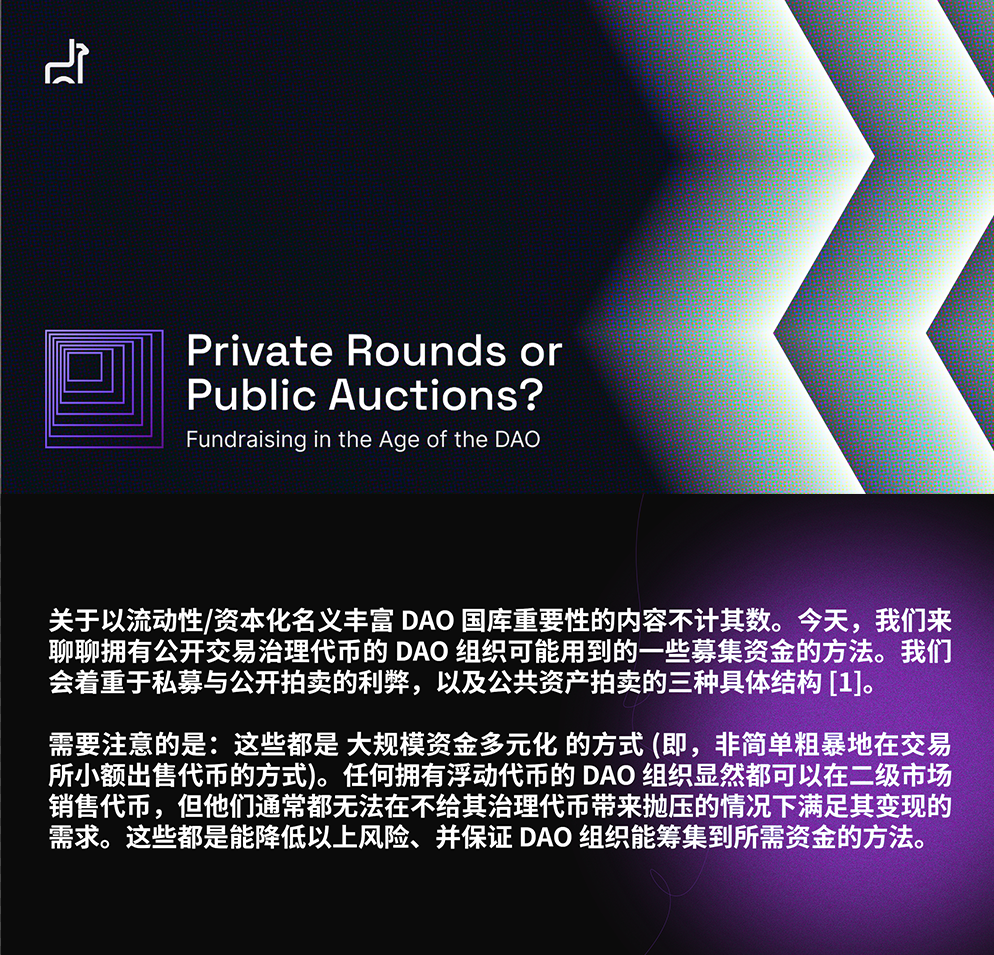 Private Rounds or
Public Auctions?
Fundraising in the Age of the DAO
关于以流动性/资本化名义丰富 DAO 国库重要性的内容不计其数。今天，我们来
聊聊拥有公开交易治理代币的 DAO 组织可能用到的一些募集资金的方法。我们
会着重于私募与公开拍卖的利弊，以及公共资产拍卖的三种具体结构 [1]。
需要注意的是：这些都是 大规模资金多元化 的方式 (即，非简单粗暴地在交易
所小额出售代币的方式)。任何拥有浮动代币的 DAO 组织显然都可以在二级市场
销售代币，但他们通常都无法在不给其治理代币带来抛压的情况下满足其变现的
需求。这些都是能降低以上风险、并保证 DAO 组织能筹集到所需资金的方法。